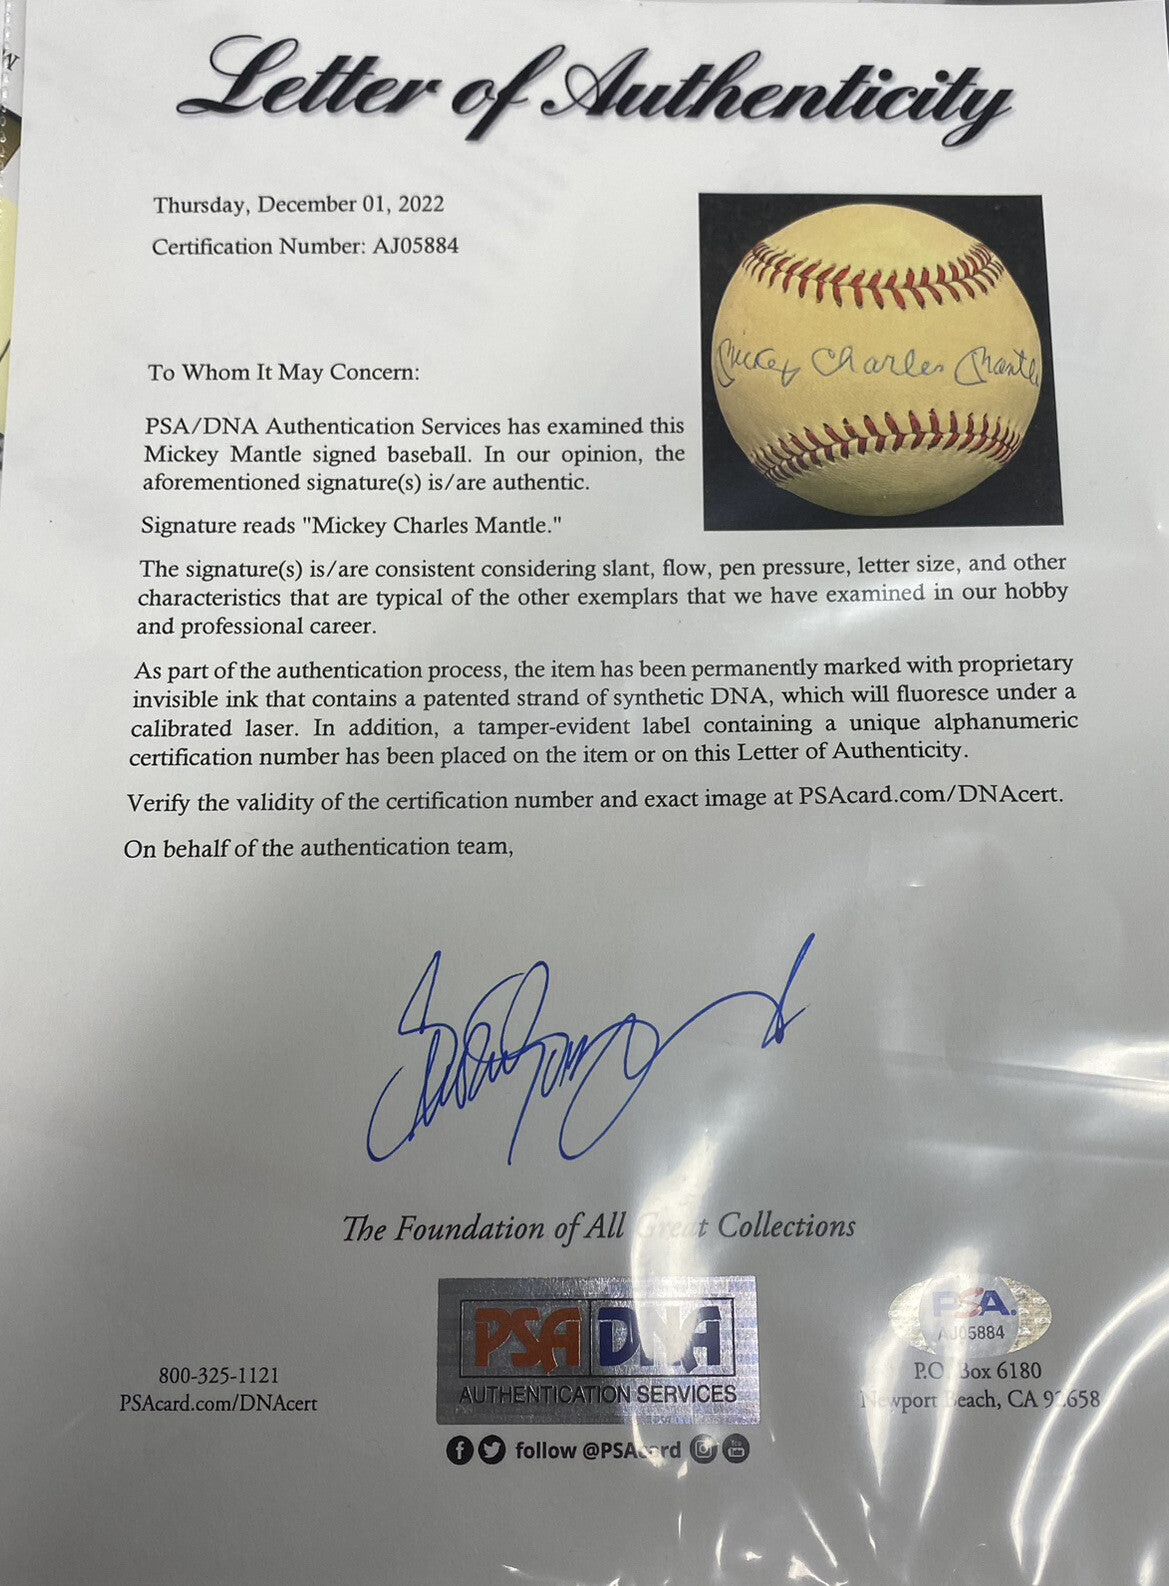 Letter of Authenticity
Thursday, December 01, 2022
Certification Number: AJ05884
Mickey Charles Mantle
To Whom It May Concern:
PSA/DNA Authentication Services has examined this
Mickey Mantle signed baseball. In our opinion, the
aforementioned signature(s) is/are authentic.
Signature reads "Mickey Charles Mantle."
The signature(s) is/are consistent considering slant, flow, pen pressure, letter size, and other
characteristics that are typical of the other exemplars that we have examined in our hobby
and professional career.
As part of the authentication process, the item has been permanently marked with proprietary
invisible ink that contains a patented strand of synthetic DNA, which will fluoresce under a
calibrated laser. In addition, a tamper-evident label containing a unique alphanumeric
certification number has been placed on the item or on this Letter of Authenticity.
Verify the validity of the certification number and exact image at PSAcard.com/DNAcert.
On behalf of the authentication team,
The Foundation of All Great Collections
PSA DNA
AUTHENTICATION SERVICES
PSA.
AJ05884
800-325-1121
PSAcard.com/DNAcert
P.O. Box 6180
Newport Beach, CA 92658
follow @PSAcard
You
Tube